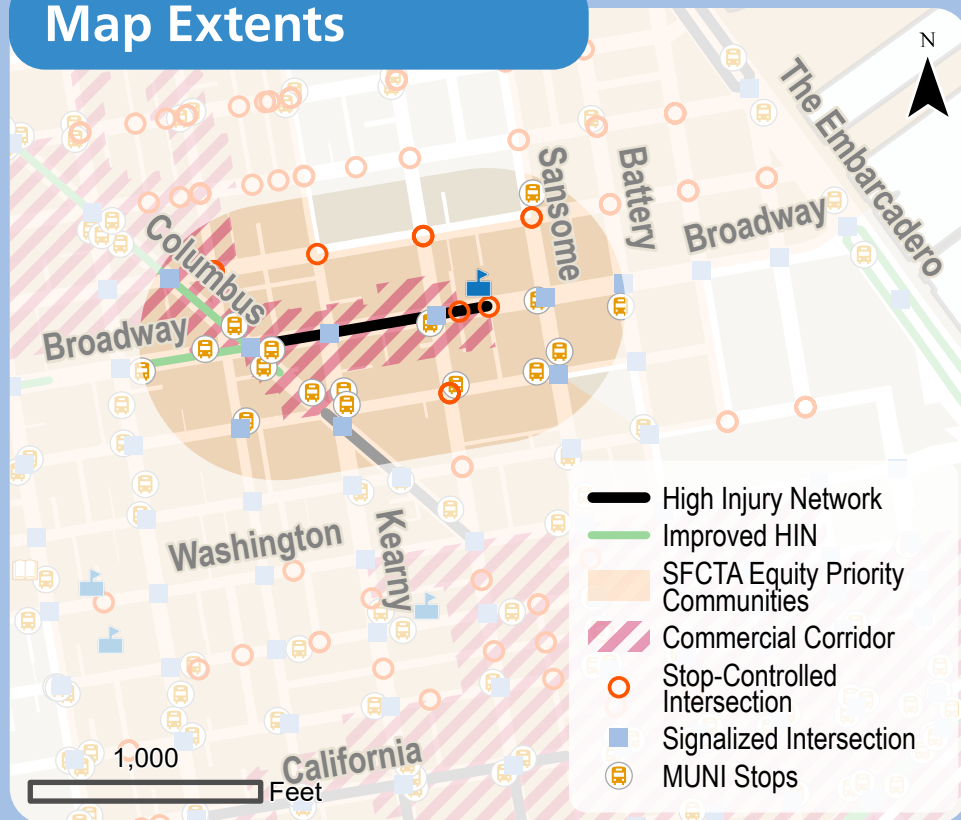 Map Extents
N
The Embarcadero
Sansome
Battery
Broadway
Columbus
Broadway
Washington
Kearny
California
1,000
Feet
High Injury Network
Improved HIN
SFCTA Equity Priority
Communities
Commercial Corridor
Stop-Controlled
Intersection
Signalized Intersection
MUNI Stops